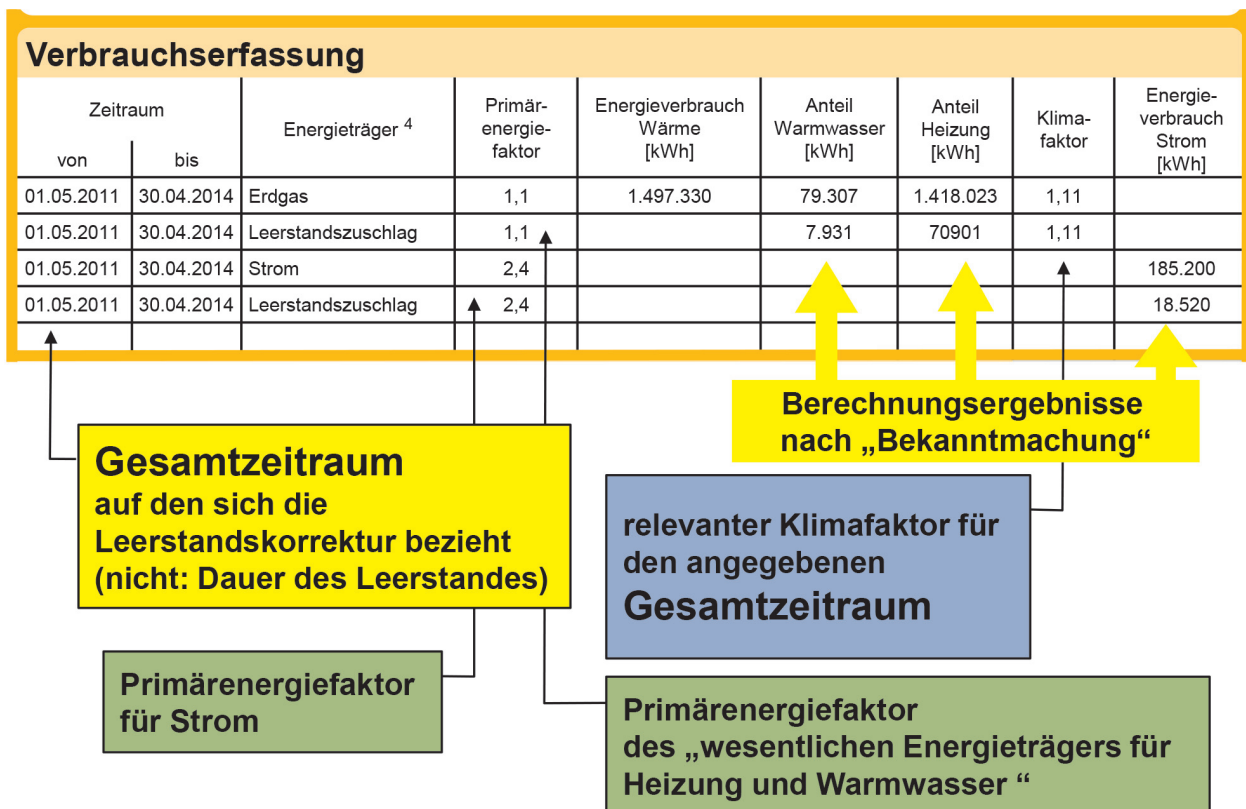 Verbrauchserfassung
Zeitraum
von
bis
Energieträger 4
Primär-
energie-
faktor
Energieverbrauch
Wärme
[kWh]
Anteil
Warmwasser
[kWh]
Anteil
Heizung
[kWh]
Klima-
faktor
Energie-
verbrauch
Strom
[kWh]
01.05.2011 30.04.2014 Erdgas 1,1 1.497.330 79.307 1.418.023 1,11
01.05.2011 30.04.2014 Leerstandszuschlag 1,1 7.931 70901 1,11
01.05.2011 30.04.2014 Strom 2,4 185.200
01.05.2011 30.04.2014 Leerstandszuschlag 2,4 18.520
Berechnungsergebnisse
nach „Bekanntmachung“
Gesamtzeitraum
auf den sich die
Leerstandskorrektur bezieht
(nicht: Dauer des Leerstandes)
relevanter Klimafaktor für
den angegebenen
Gesamtzeitraum
Primärenergiefaktor
für Strom
Primärenergiefaktor
des „wesentlichen Energieträgers für
Heizung und Warmwasser “